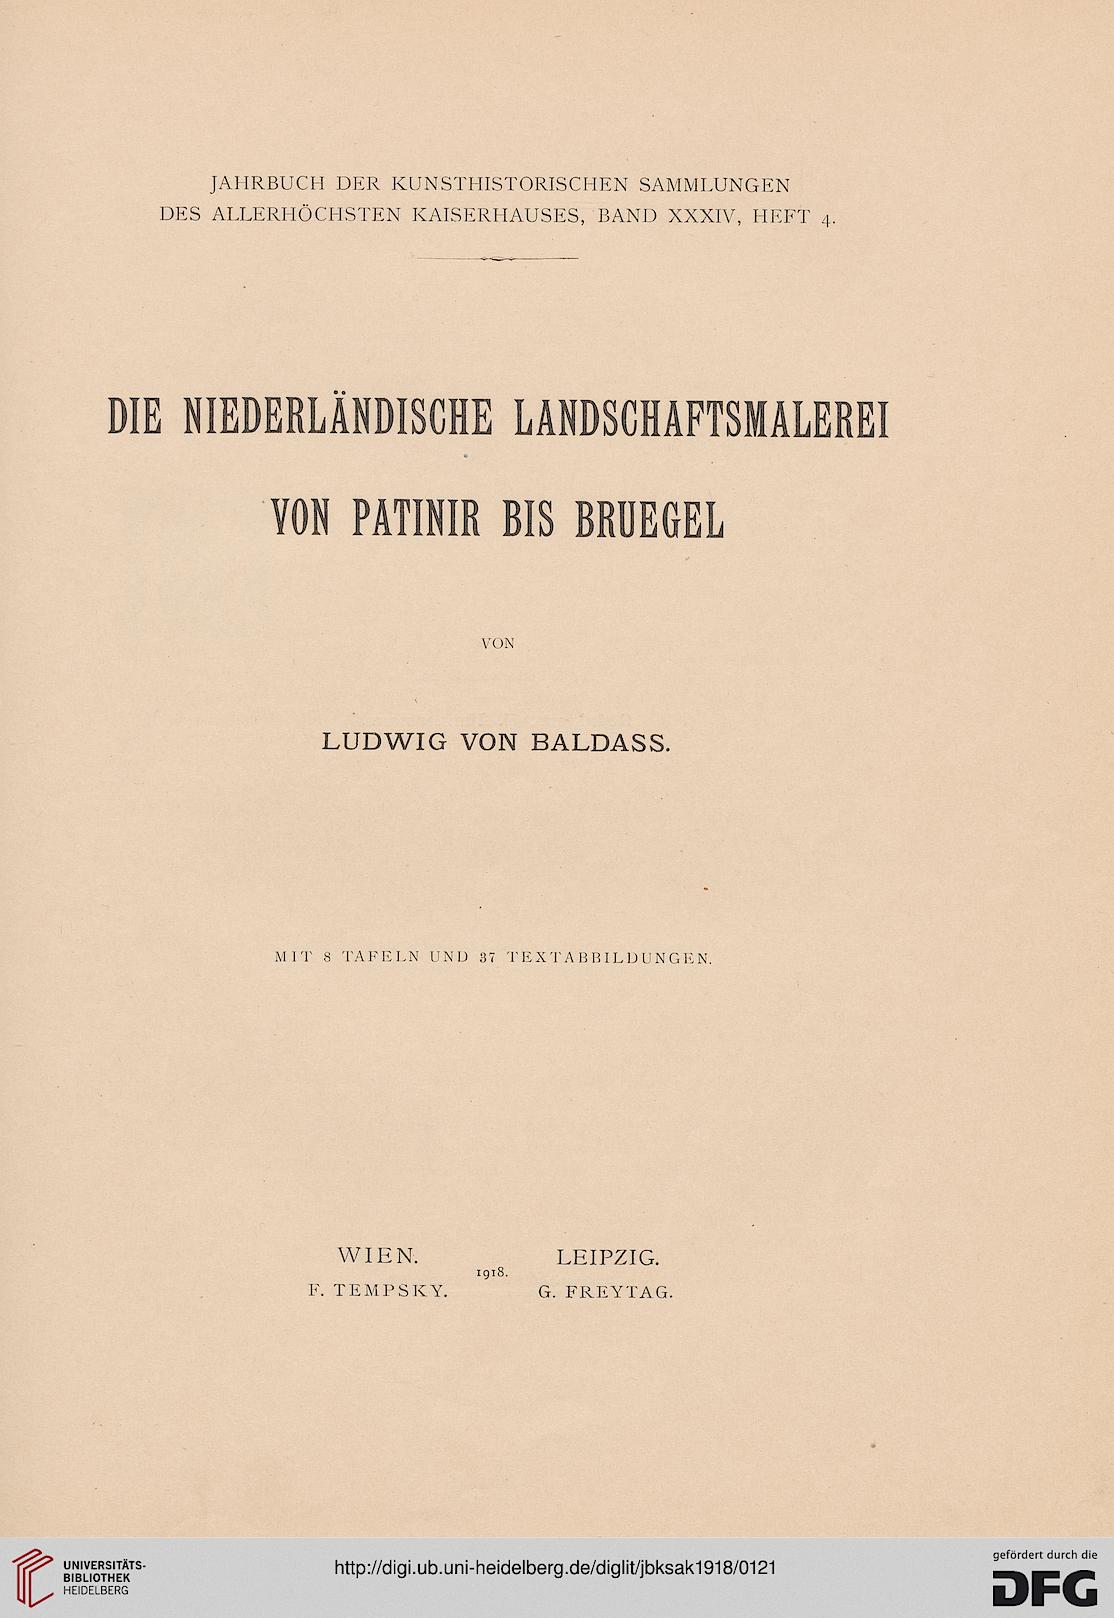 JAHRBUCH DER KUNSTHISTORISCHEN SAMMLUNGEN
DES ALLERHÖCHSTEN KAISERHAUSES, BAND XXXIV, HEFT 4.
DIE NIEDERLÄNDISCHE LANDSCHAFTSMALEREI
VON PATINIR BIS BRUEGEL
VON
LUDWIG VON BALDASS.
MIT 8 TAFELN UND 37 TEXTABBILDUNGEN.
WIEN. LEIPZIG.
1918.
F. TEMPSKY. G. FREYTAG.
UNIVERSITÄTS-
BIBLIOTHEK
HEIDELBERG
http://digi.ub.uni-heidelberg.de/diglit/jbksak1918/0121
gefördert durch die
DFG